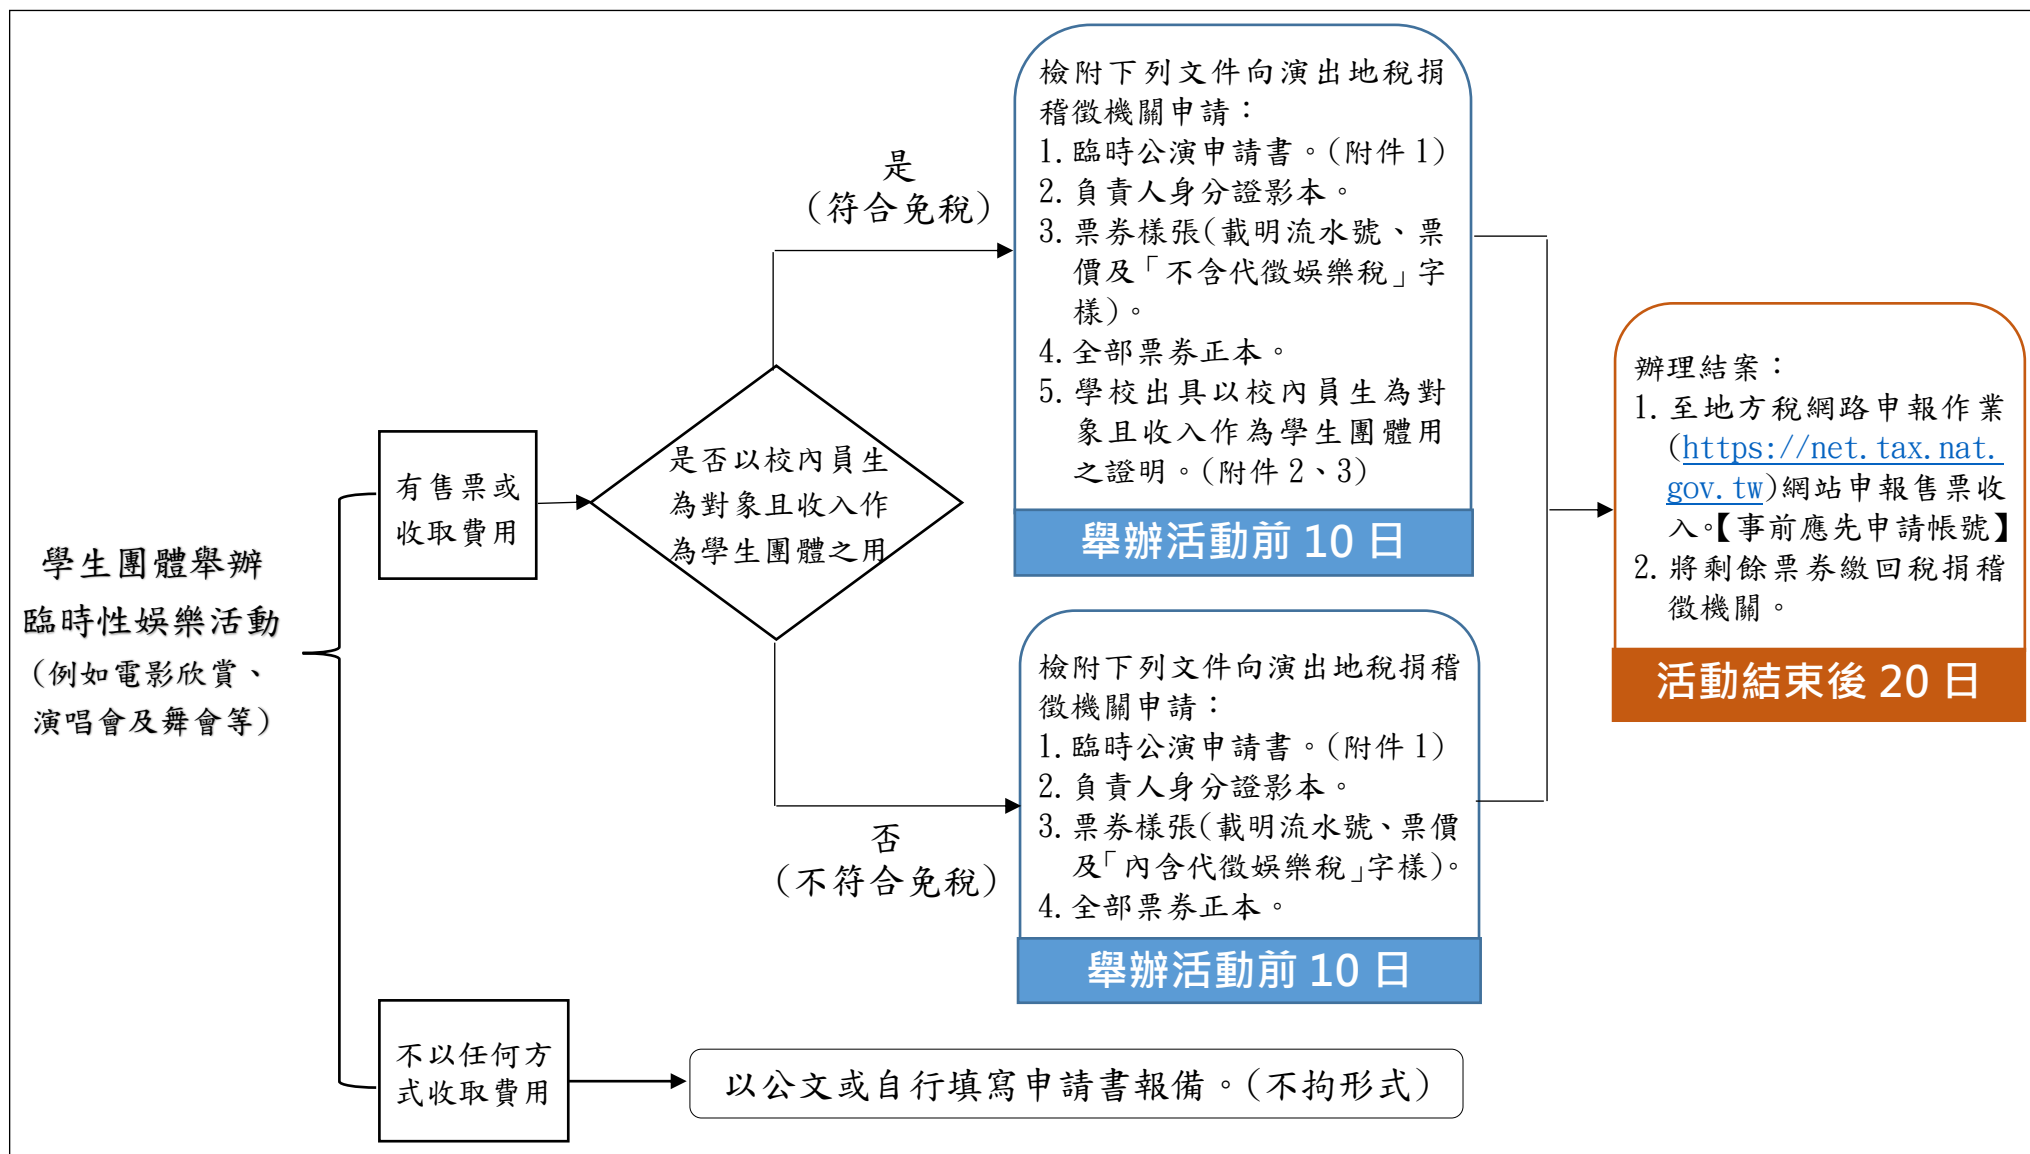 學生團體舉辦
臨時性娛樂活動
(例如電影欣賞、
演唱會及舞會等)
有售票或
收取費用
是否以校內員生
為對象且收入作
為學生團體之用
是
(符合免稅)
檢附下列文件向演出地稅捐
稽徵機關申請：
1.臨時公演申請書。(附件1)
2.負責人身分證影本。
3.票券樣張(載明流水號、票
價及「不含代徵娛樂稅」字
樣)。
4.全部票券正本。
5.學校出具以校內員生為對
象且收入作為學生團體用
之證明。(附件2、3)
舉辦活動前 10 日
否
(不符合免稅)
檢附下列文件向演出地稅捐稽
徵機關申請：
1.臨時公演申請書。(附件1)
2.負責人身分證影本。
3.票券樣張(載明流水號、票價
及「內含代徵娛樂稅」字樣)。
4.全部票券正本。
舉辦活動前 10 日
辦理結案：
1.至地方稅網路申報作業
(https://net.tax.nat.
gov.tw)網站申報售票收
入。【事前應先申請帳號】
2.將剩餘票券繳回稅捐稽
徵機關。
活動結束後 20 日
不以任何方
式收取費用
以公文或自行填寫申請書報備。(不拘形式)